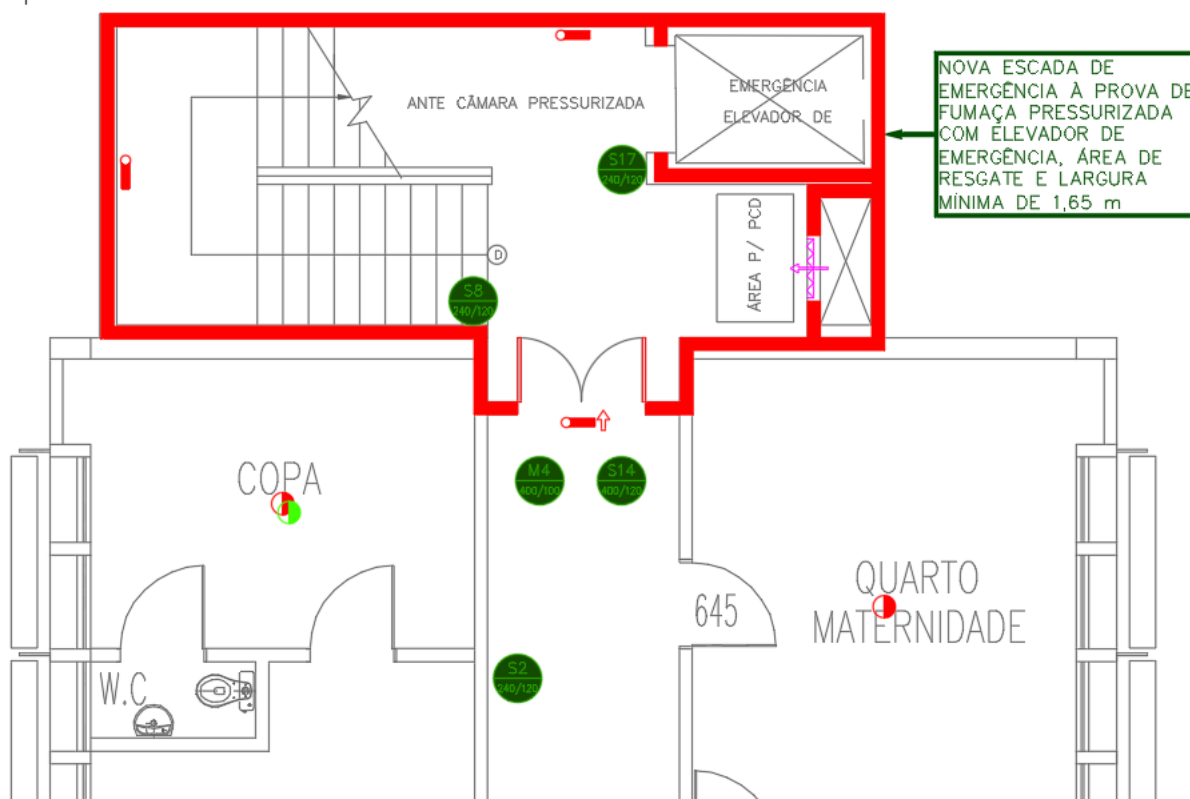 NOVA ESCADA DE
EMERGÊNCIA À PROVA DE
FUMAÇA PRESSURIZADA
COM ELEVADOR DE
EMERGÊNCIA, ÁREA DE
RESGATE E LARGURA
MÍNIMA DE 1,65 m
EMERGÊNCIA
ELEVADOR DE
ANTE CÂMARA PRESSURIZADA
S17
240/120
ÁREA P/ PCD
D
S8
240/120
M4
400/100
S14
400/120
COPA
QUARTO
MATERNIDADE
645
S2
240/120
W.C